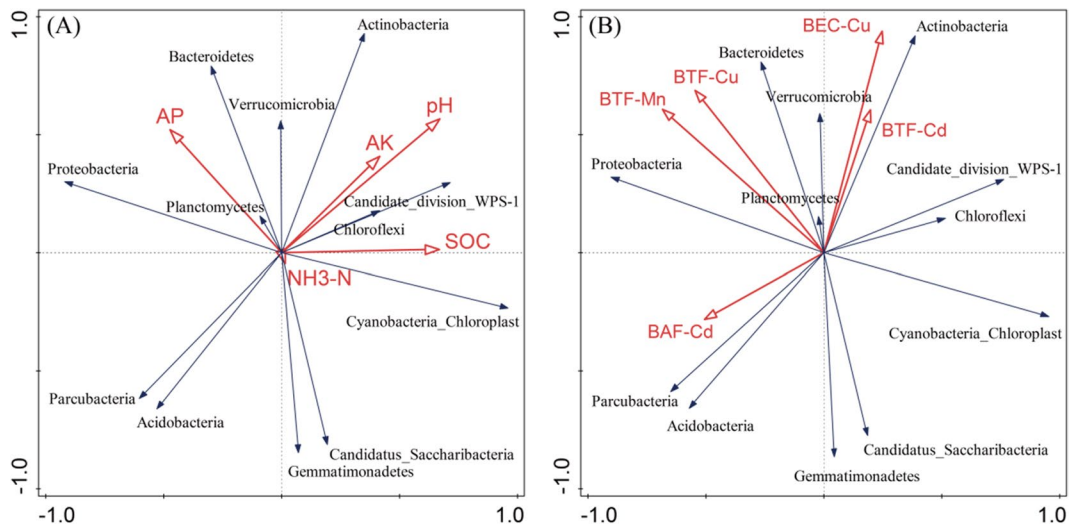 (A)
1.0
Actinobacteria
Bacteroidetes
Verrucomicrobia
pH
AP
AK
Proteobacteria
Candidate_division_WPS-1
Planctomycetes
Chloroflexi
SOC
NH3-N
Cyanobacteria_Chloroplast
Parcubacteria
Acidobacteria
Candidatus_Saccharibacteria
Gemmatimonadetes
-1.0
-1.0
1.0
(B)
1.0
BEC-Cu
Actinobacteria
Bacteroidetes
BTF-Cu
BTF-Mn
Verrucomicrobia
BTF-Cd
Proteobacteria
Candidate_division_WPS-1
Planctomycetes
Chloroflexi
BAF-Cd
Cyanobacteria_Chloroplast
Parcubacteria
Acidobacteria
Candidatus_Saccharibacteria
Gemmatimonadetes
-1.0
-1.0
1.0